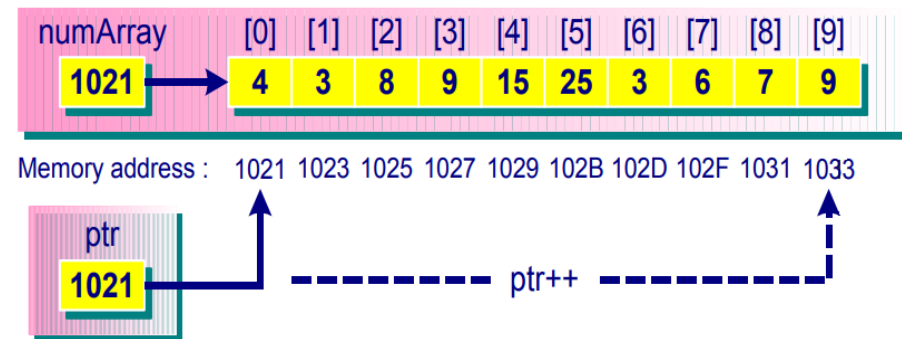 numArray [0] [1] [2] [3] [4] [5] [6] [7] [8] [9]
1021 4 3 8 9 15 25 3 6 7 9
Memory address : 1021 1023 1025 1027 1029 102B 102D 102F 1031 1033
ptr
1021
ptr++